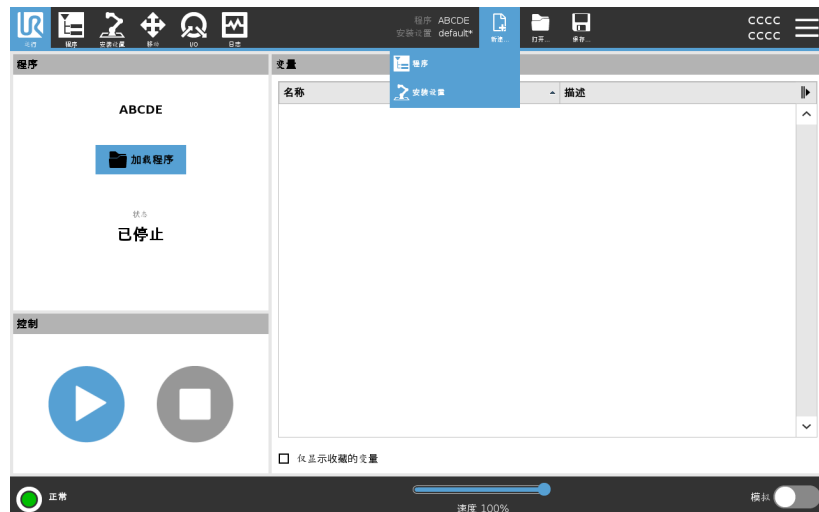 UR
运行
程序
安装设置
移动
I/O
日志
程序 ABCDE
安装设置 default*
新建...
打开...
保存...
CCCC
CCCC
程序
变量
程序
安装设置
名称
描述
ABCDE
加载程序
状态
已停止
控制
仅显示收藏的变量
正常
速度 100%
模拟